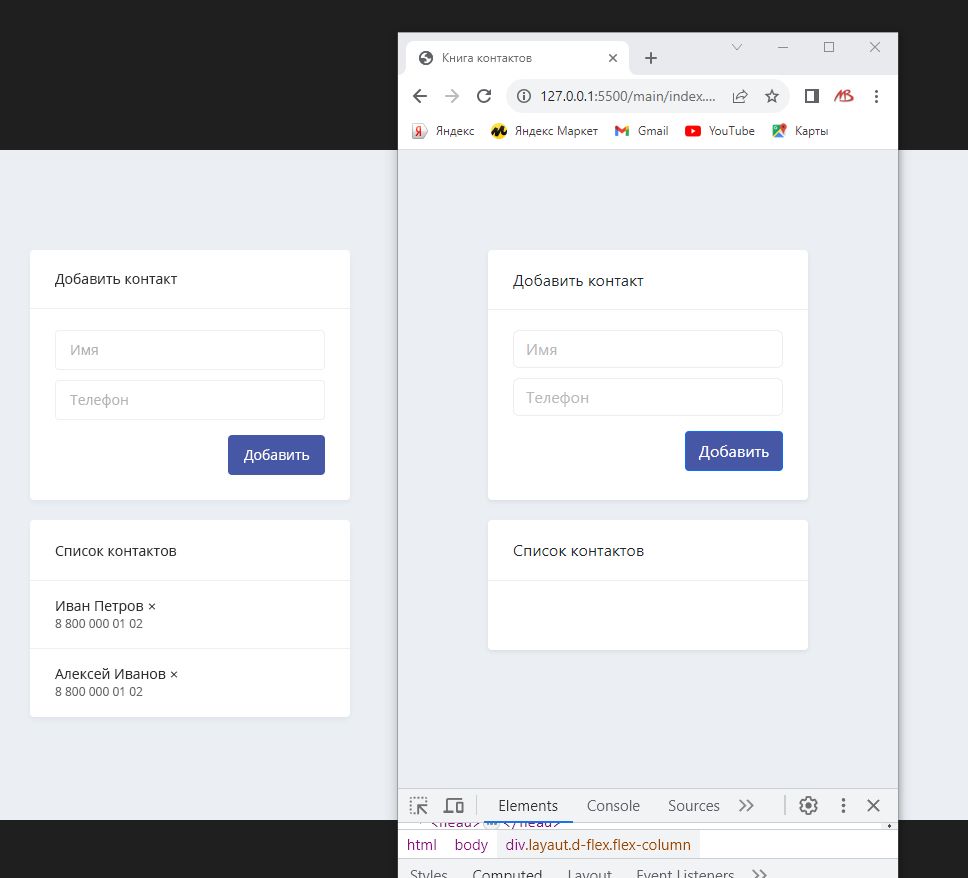 Книга контактов
127.0.0.1:5500/main/index....
Яндекс
Яндекс Маркет
Gmail
YouTube
Карты
Добавить контакт
Имя
Телефон
Добавить
Список контактов
Иван Петров ×
8 800 000 01 02
Алексей Иванов ×
8 800 000 01 02
Добавить контакт
Имя
Телефон
Добавить
Список контактов
Elements Console Sources
<head> ... </head>
html body div.layaut.d-flex.flex-column
Styles Computed Layout Event Listeners